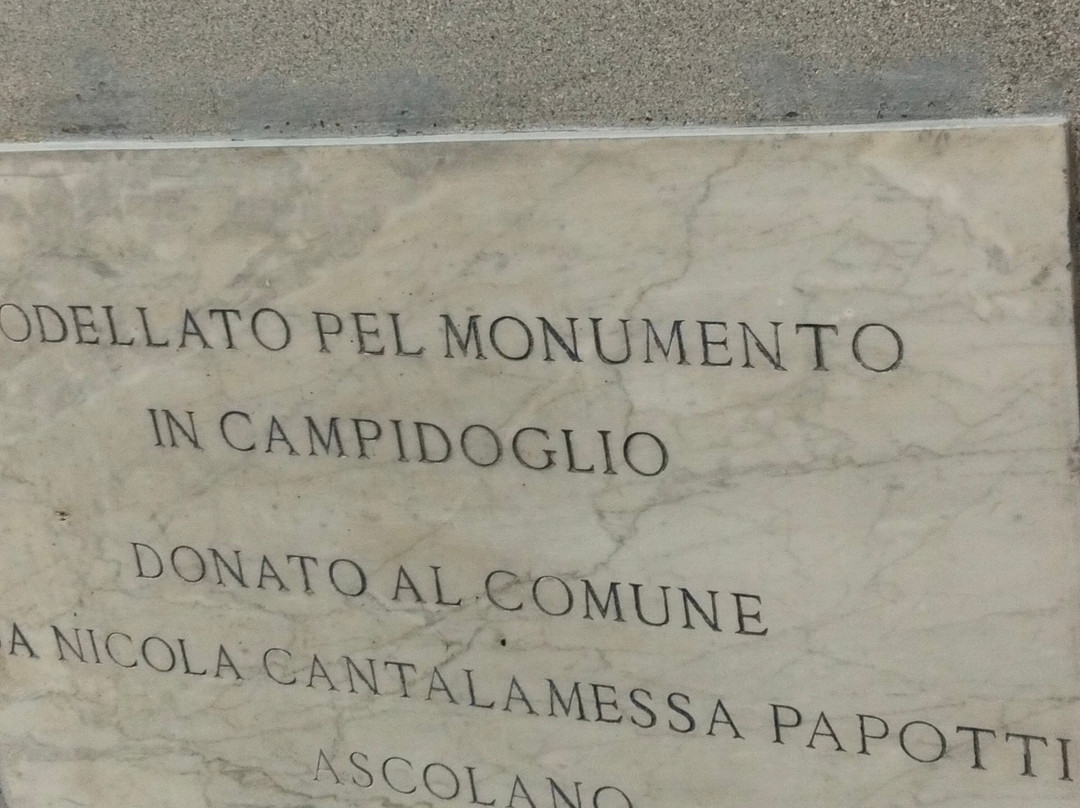 ODELLATO PEL MONUMENTO
IN CAMPIDOGLIO
DONATO AL COMUNE
A NICOLA CANTALAMESSA PAPOTTI
ASCOLANO